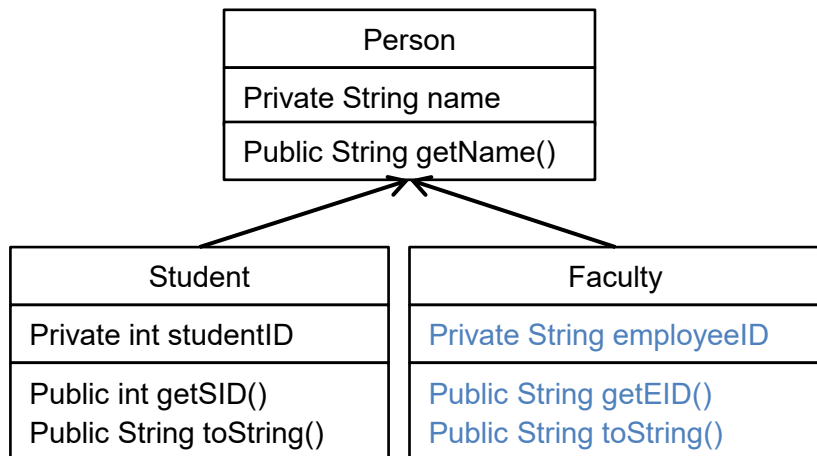 Person
Private String name
Public String getName()
Student
Private int studentID
Public int getSID()
Public String toString()
Faculty
Private String employeeID
Public String getEID()
Public String toString()